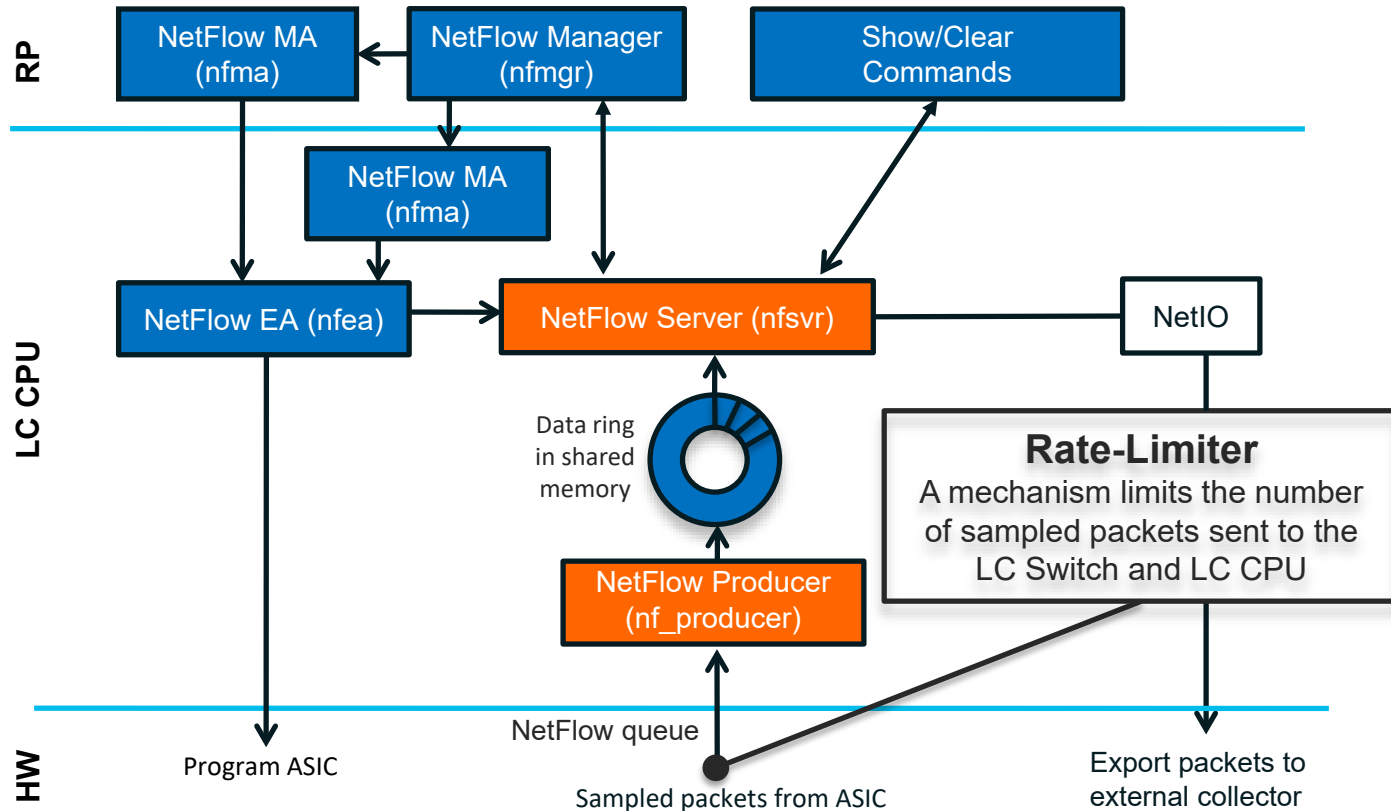 RP
NetFlow MA
(nfma)
NetFlow Manager
(nfmgr)
Show/Clear
Commands
LC CPU
NetFlow MA
(nfma)
NetFlow EA (nfea)
NetFlow Server (nfsvr)
NetIO
Data ring
in shared
memory
Rate-Limiter
A mechanism limits the number
of sampled packets sent to the
LC Switch and LC CPU
NetFlow Producer
(nf_producer)
HW
NetFlow queue
Program ASIC
Sampled packets from ASIC
Export packets to
external collector